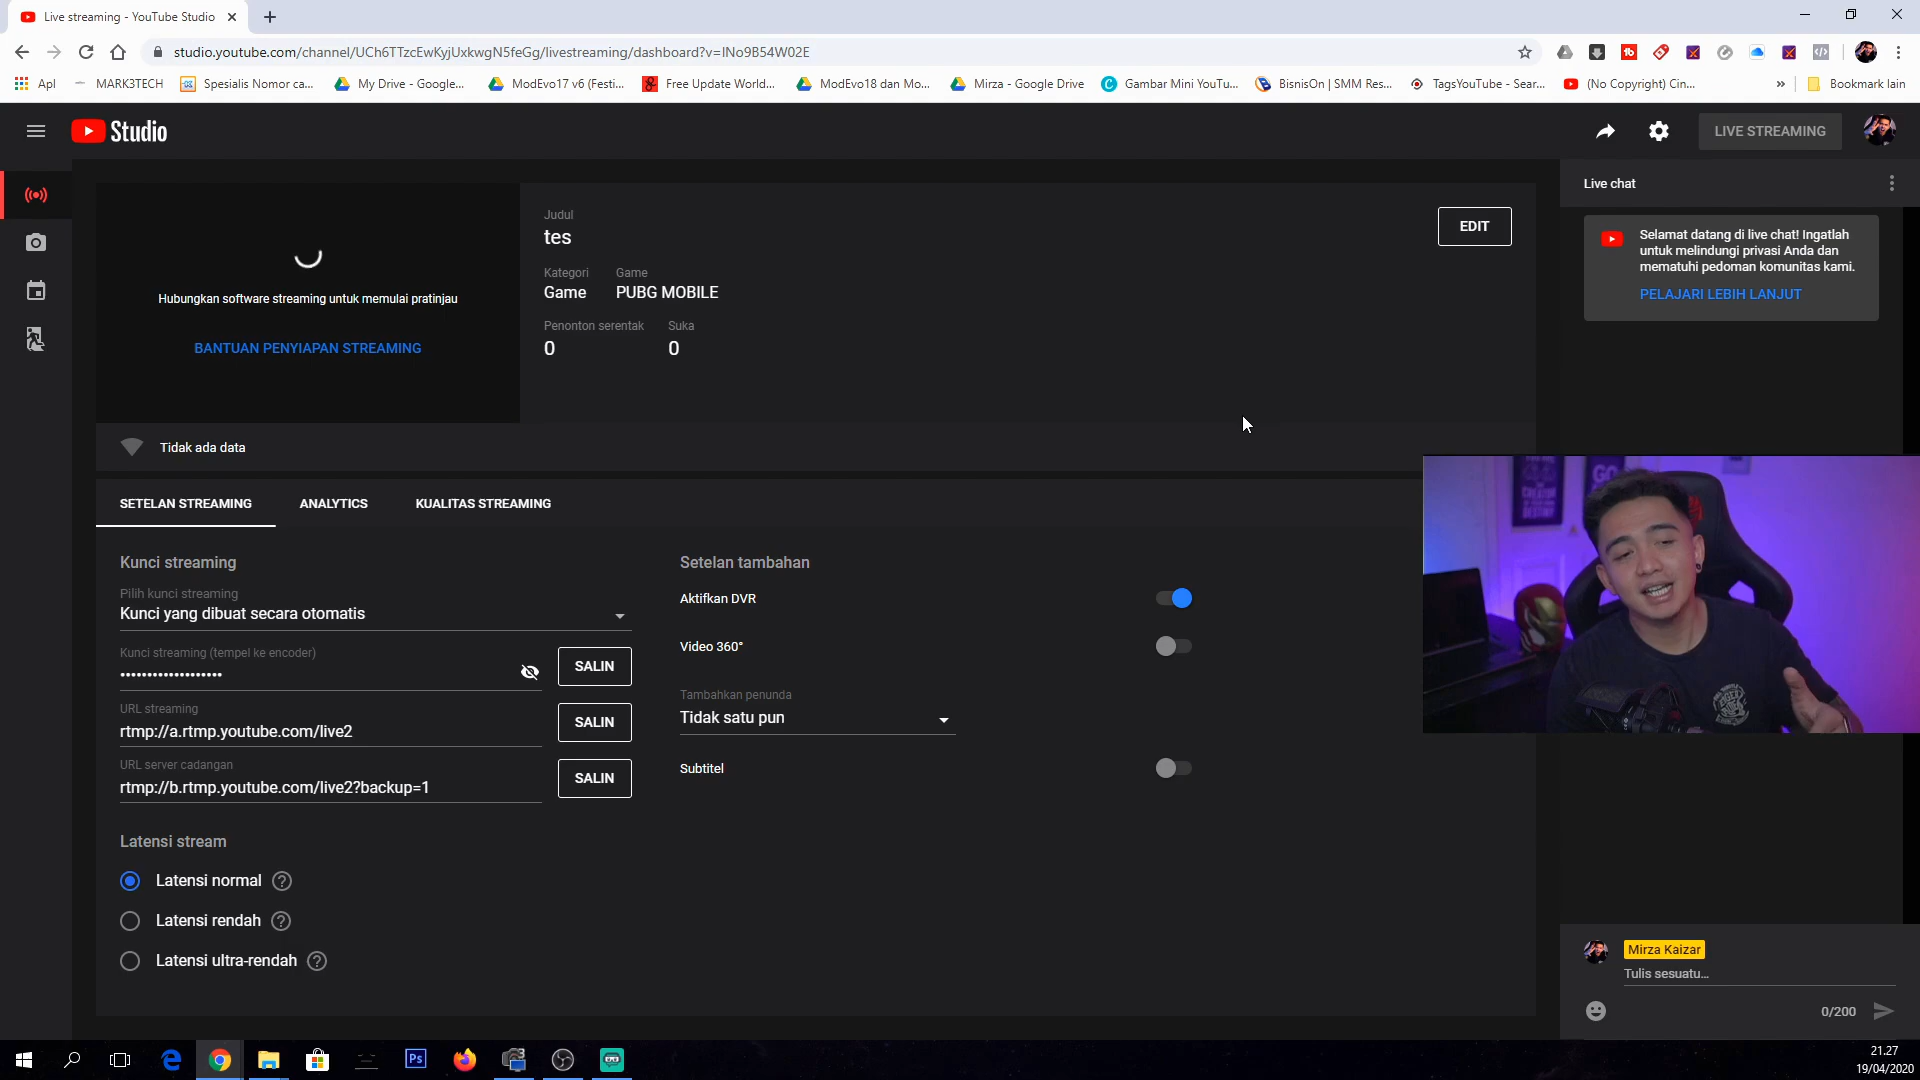 Live streaming - YouTube Studio
studio.youtube.com/channel/UCh6TTzcEwKyjUxkwgN5feGg/livestreaming/dashboard?v=INo9B54W02E
Apl
MARK3TECH
Spesialis Nomor ca...
My Drive - Google...
ModEvo17 v6 (Festi...
Free Update World...
ModEvo18 dan Mo...
Mirza - Google Drive
Gambar Mini YouTu...
BisnisOn | SMM Res...
TagsYouTube - Sear...
(No Copyright) Cin...
»
Bookmark lain
Studio
LIVE STREAMING
Hubungkan software streaming untuk memulai pratinjau
BANTUAN PENYIAPAN STREAMING
Judul
tes
EDIT
Kategori
Game
Game
PUBG MOBILE
Penonton serentak
Suka
0
0
Tidak ada data
Live chat
Selamat datang di live chat! Ingatlah
untuk melindungi privasi Anda dan
mematuhi pedoman komunitas kami.
PELAJARI LEBIH LANJUT
SETELAN STREAMING
ANALYTICS
KUALITAS STREAMING
Kunci streaming
Pilih kunci streaming
Kunci yang dibuat secara otomatis
Kunci streaming (tempel ke encoder)
•••••••••••••••••••
SALIN
URL streaming
rtmp://a.rtmp.youtube.com/live2
SALIN
URL server cadangan
rtmp://b.rtmp.youtube.com/live2?backup=1
SALIN
Latensi stream
Latensi normal
Latensi rendah
Latensi ultra-rendah
Setelan tambahan
Aktifkan DVR
Video 360°
Tambahkan penunda
Tidak satu pun
Subtitel
Mirza Kaizar
Tulis sesuatu...
0/200
Ps
21.27
19/04/2020